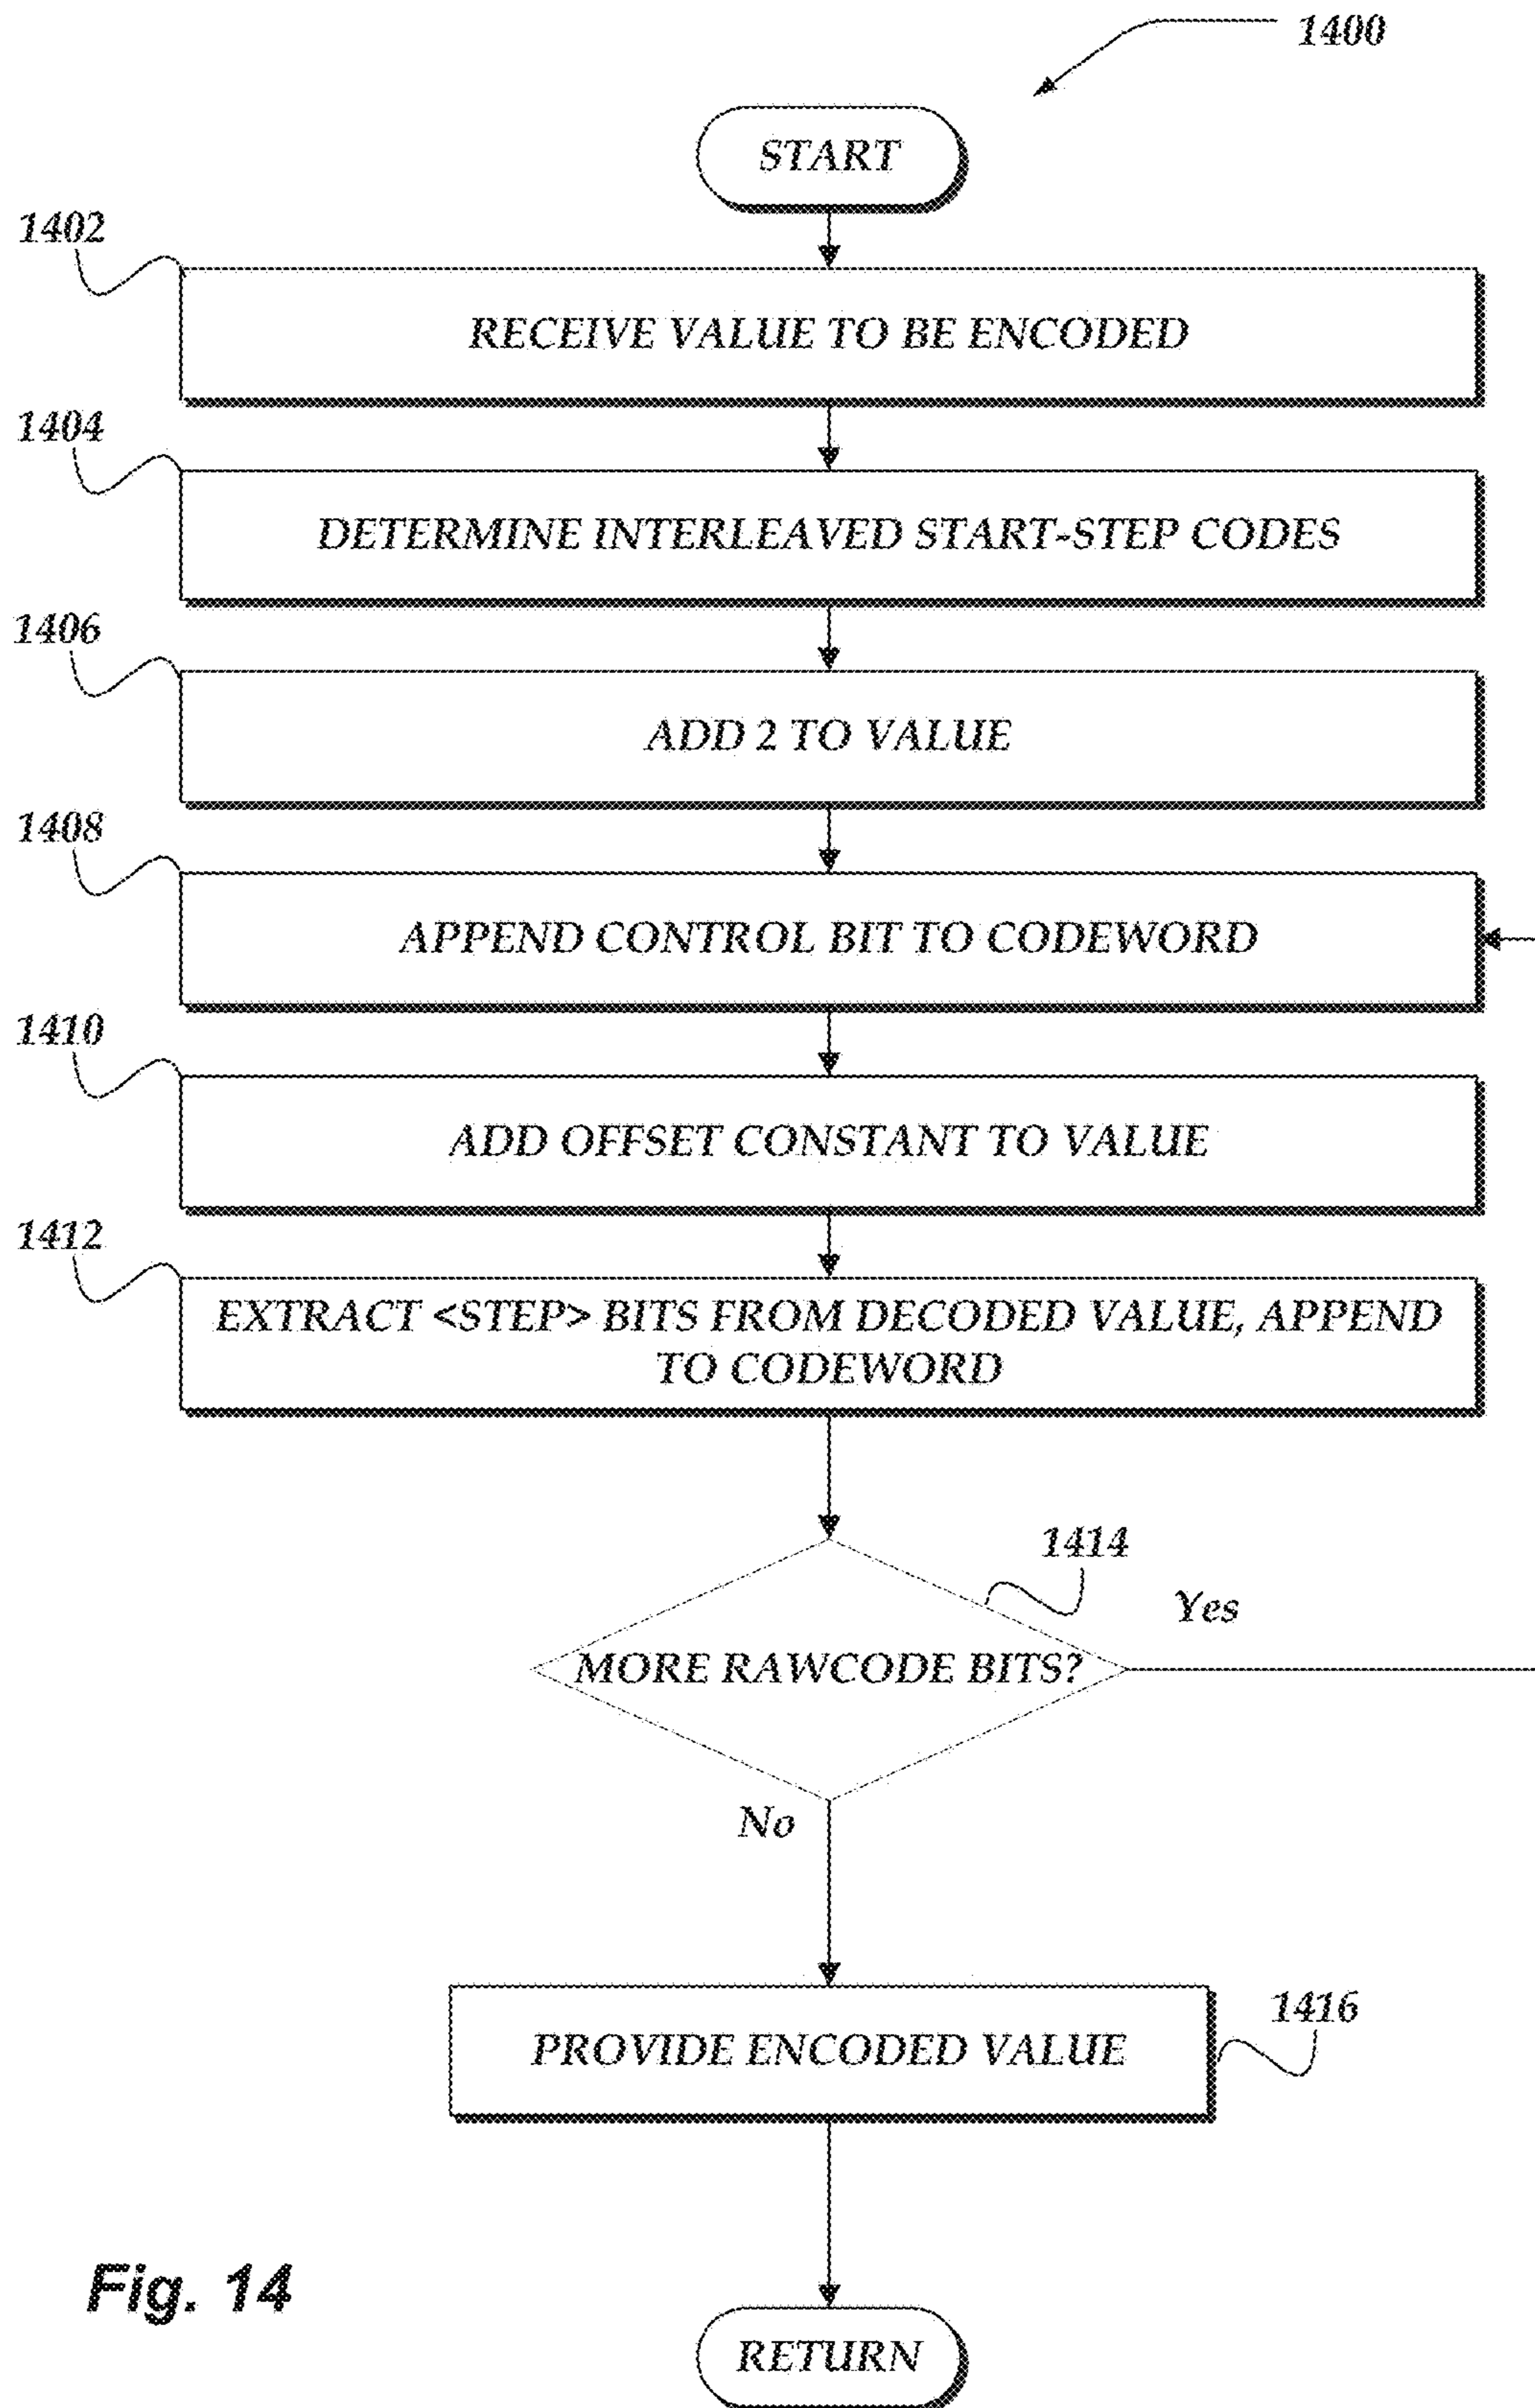 1400
START
1402
RECEIVE VALUE TO BE ENCODED
1404
DETERMINE INTERLEAVED START-STEP CODES
1406
ADD 2 TO VALUE
1408
APPEND CONTROL BIT TO CODEWORD
1410
ADD OFFSET CONSTANT TO VALUE
1412
EXTRACT <STEP> BITS FROM DECODED VALUE, APPEND
TO CODEWORD
1414
Yes
MORE RAWCODE BITS?
No
1416
PROVIDE ENCODED VALUE
Fig. 14
RETURN